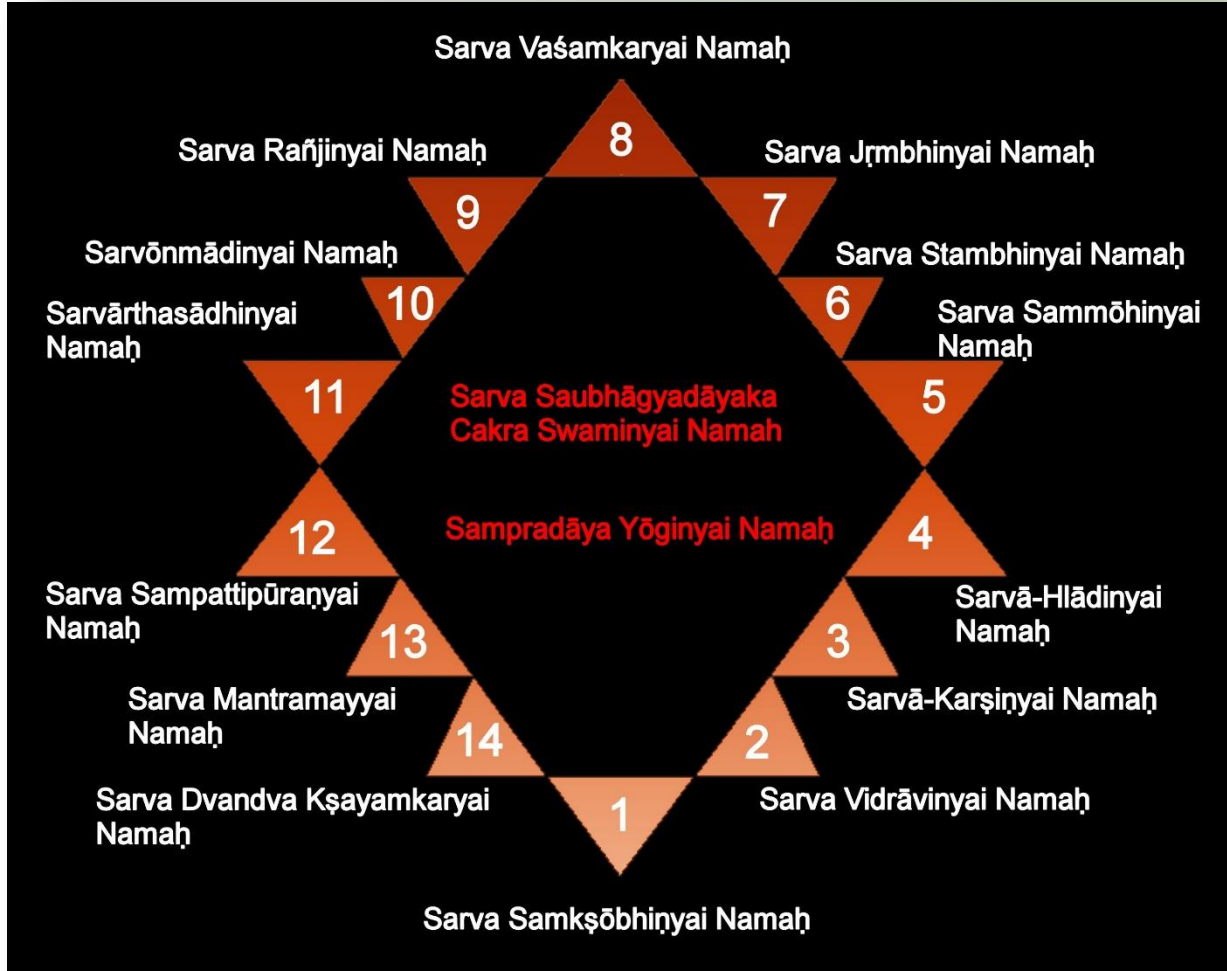 Sarva Vaśamkaryai Namaḥ
8
Sarva Rañjinyai Namaḥ
Sarva Jṛmbhinyai Namaḥ
9
7
Sarvōnmādinyai Namaḥ
Sarva Stambhinyai Namaḥ
10
6
Sarvārthasādhinyai
Namaḥ
Sarva Sammōhinyai
Namaḥ
11
5
Sarva Saubhāgyadāyaka
Cakra Swaminyai Namah
Sampradāya Yōginyai Namaḥ
12
4
Sarva Sampattipūraṇyai
Namaḥ
Sarvā-Hlādinyai
Namaḥ
13
3
Sarva Mantramayyai
Namaḥ
Sarvā-Karṣiṇyai Namaḥ
14
2
Sarva Dvandva Kṣayamkaryai
Namaḥ
1
Sarva Vidrāvinyai Namaḥ
Sarva Samkṣōbhiṇyai Namaḥ